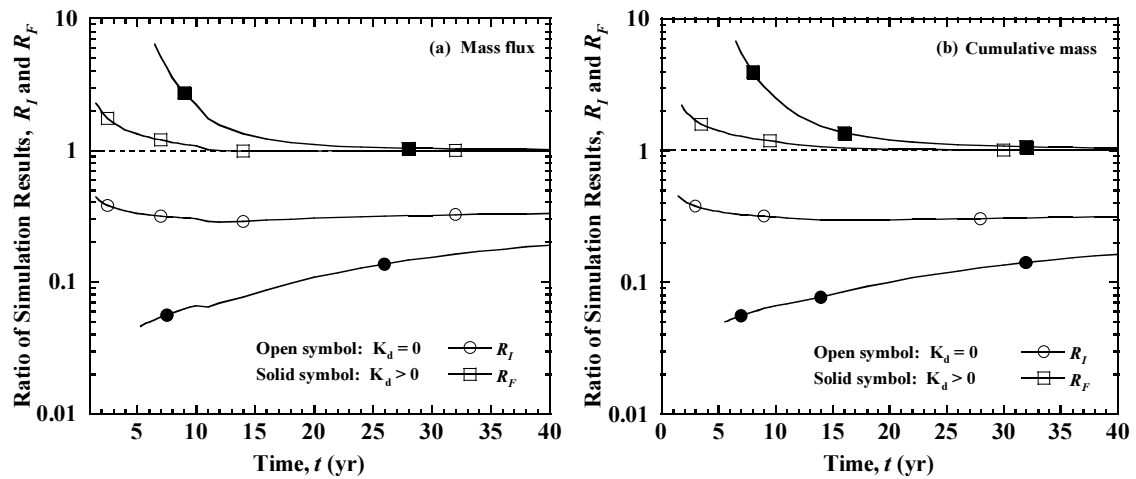 Ratio of Simulation Results, R_I and R_F
10
1
0.1
0.01
(a) Mass flux
Open symbol: K_d = 0
R_I
Solid symbol: K_d > 0
R_F
5 10 15 20 25 30 35 40
Time, t (yr)
Ratio of Simulation Results, R_I and R_F
10
1
0.1
0.01
(b) Cumulative mass
Open symbol: K_d = 0
R_I
Solid symbol: K_d > 0
R_F
0 5 10 15 20 25 30 35 40
Time, t (yr)